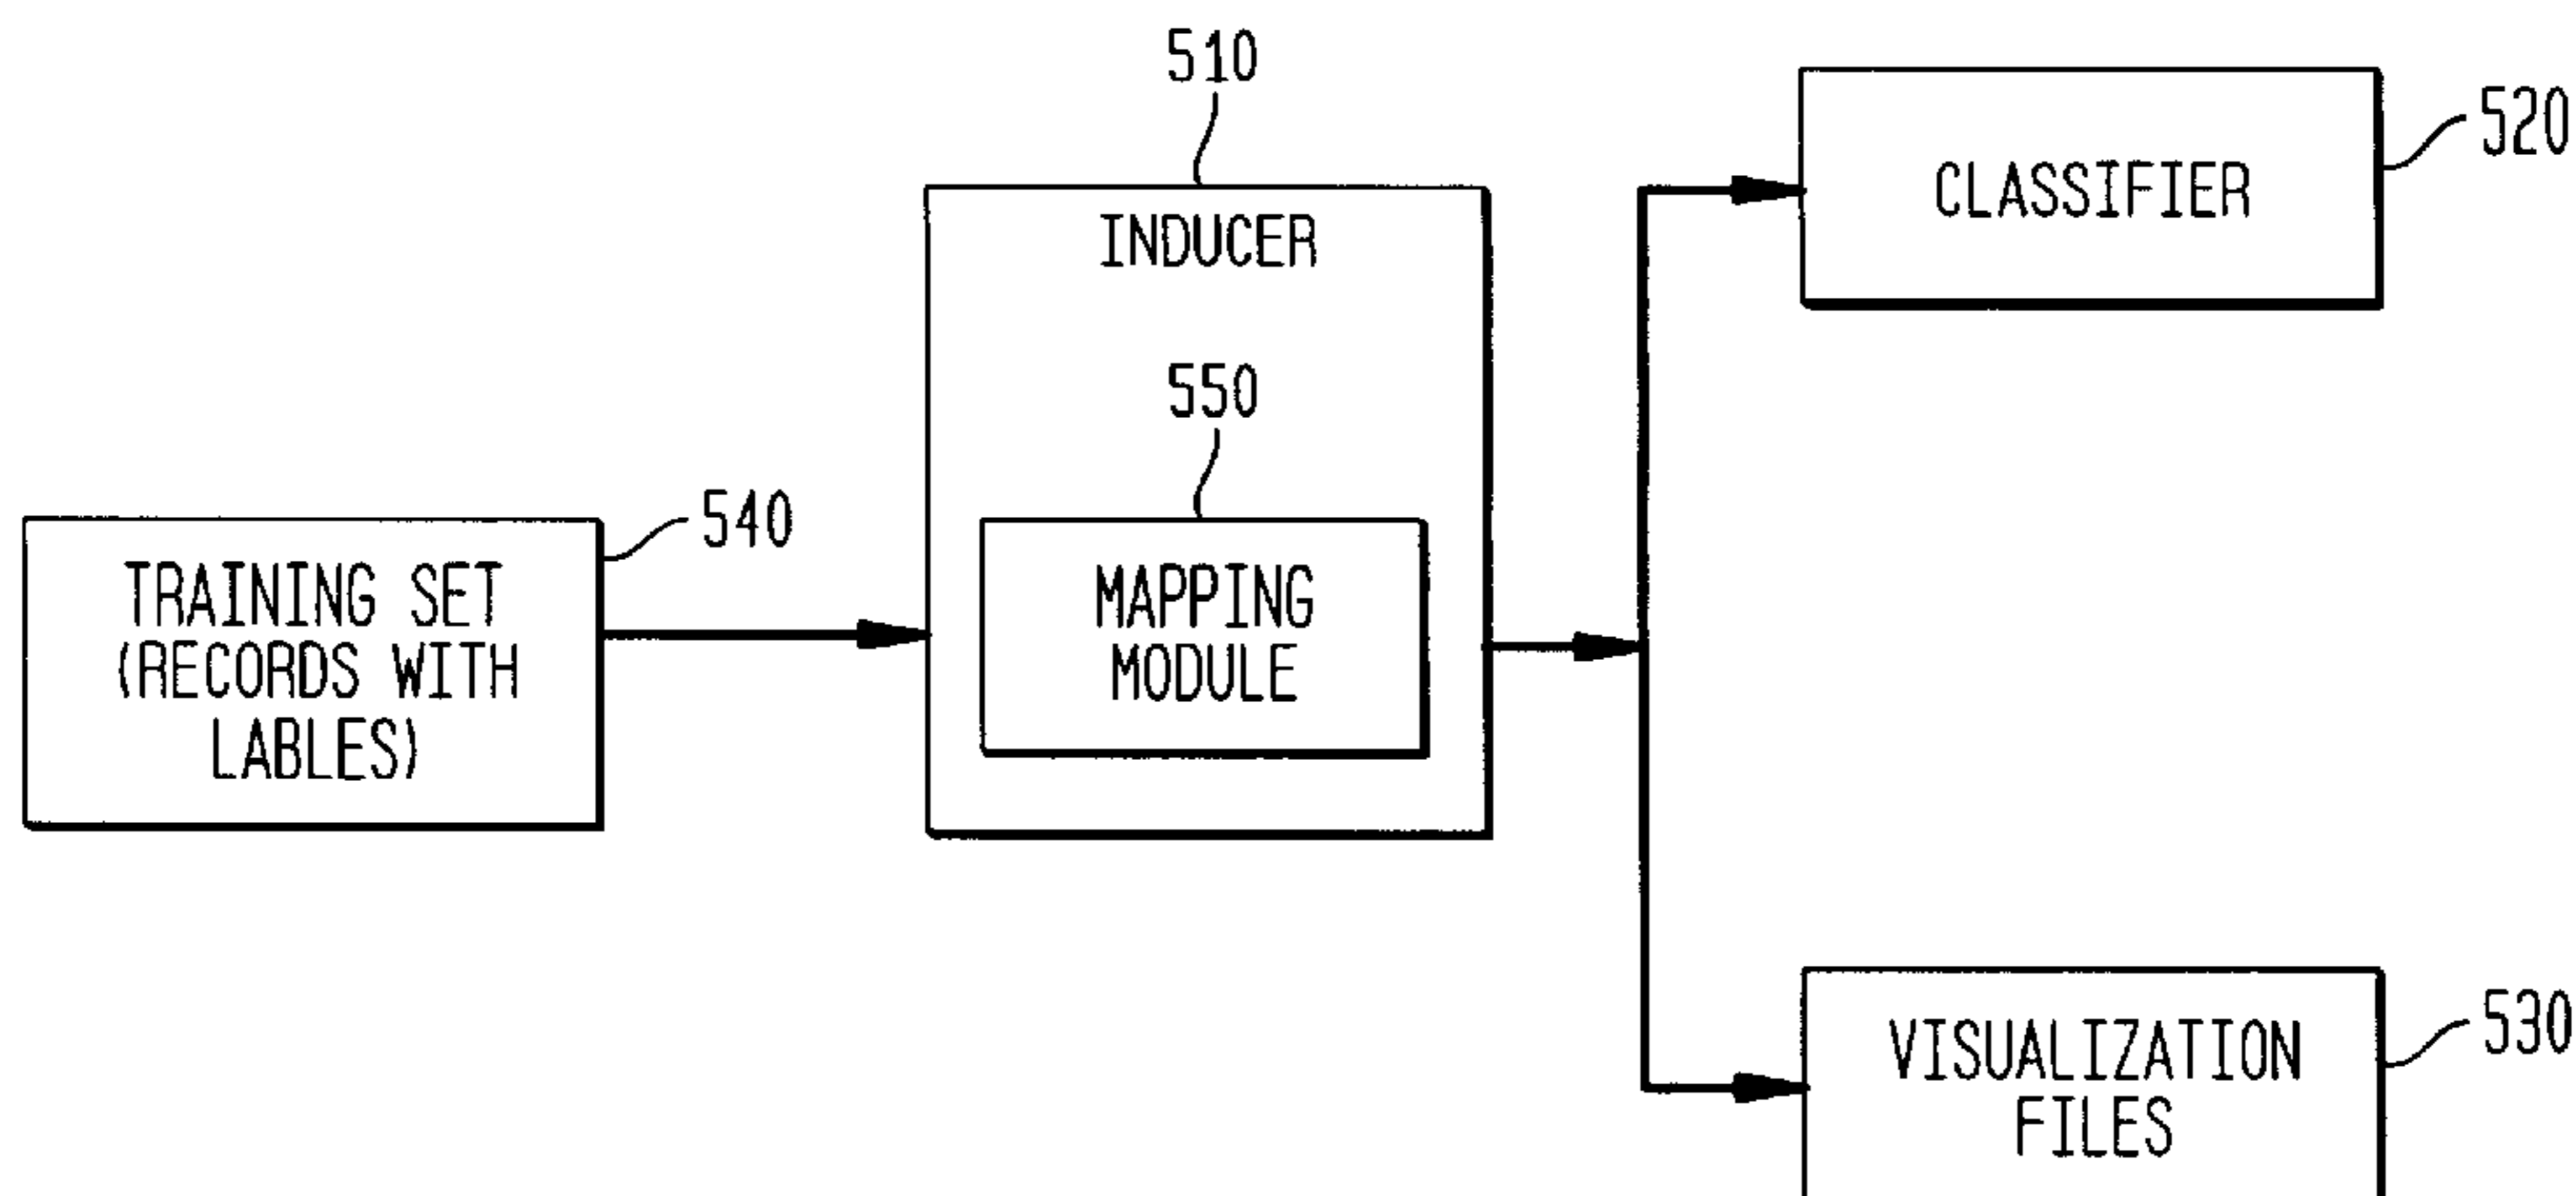 510
INDUCER
550
MAPPING
MODULE
540
TRAINING SET
(RECORDS WITH
LABLES)
520
CLASSIFIER
530
VISUALIZATION
FILES